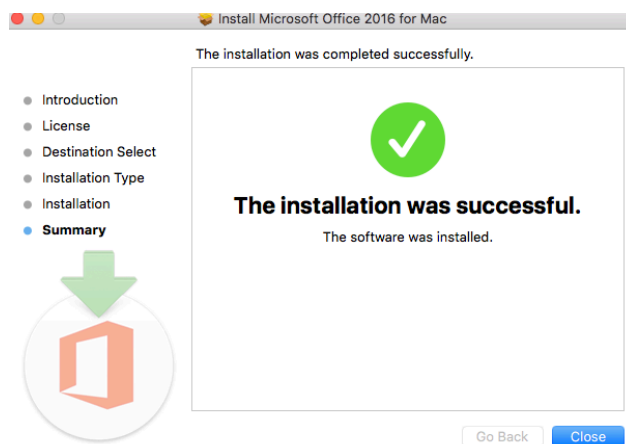 Install Microsoft Office 2016 for Mac
The installation was completed successfully.
Introduction
License
Destination Select
Installation Type
Installation
Summary
The installation was successful.
The software was installed.
Go Back
Close